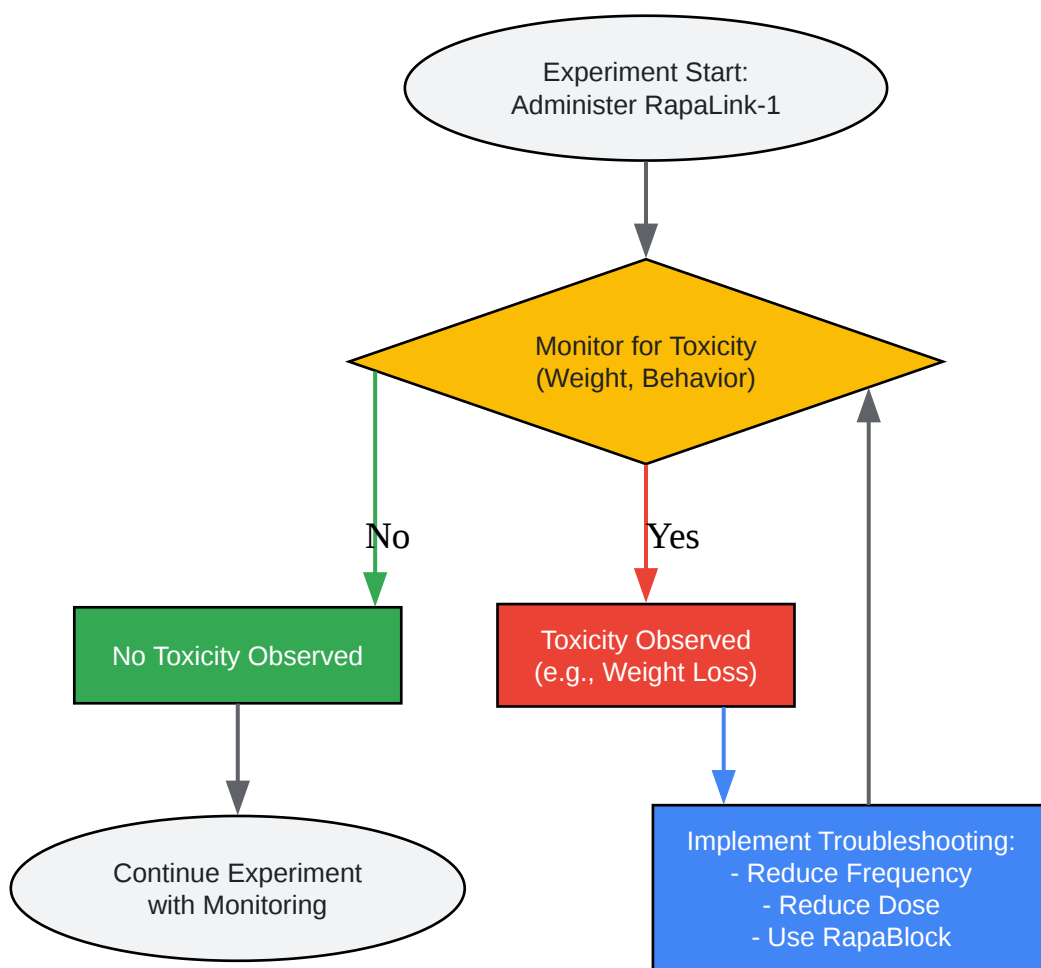 Experiment Start:
Administer RapaLink-1
Monitor for Toxicity
(Weight, Behavior)
No
Yes
No Toxicity Observed
Toxicity Observed
(e.g., Weight Loss)
Continue Experiment
with Monitoring
Implement Troubleshooting:
- Reduce Frequency
- Reduce Dose
- Use RapaBlock